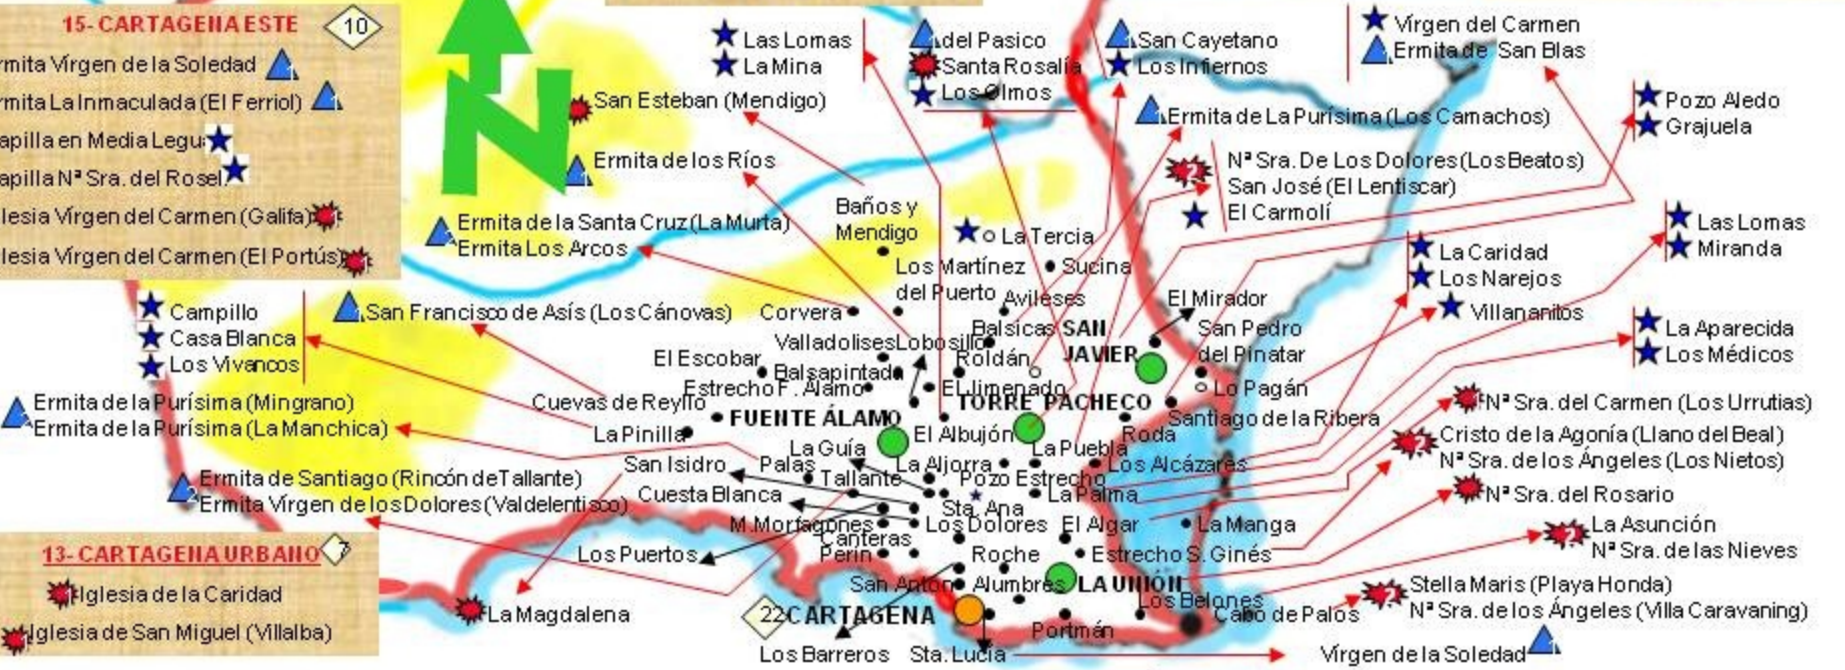 15- CARTAGENA ESTE
10
rmita Vírgen de la Soledad
rmita La Inmaculada (El Ferriol)
apilla en Media Legu
apilla Nª Sra. del Rosel
lesia Vírgen del Carmen (Galifa)
lesia Vírgen del Carmen (El Portús)
N
Las Lomas
La Mina
del Pasico
Santa Rosalía
Los Olmos
San Cayetano
Los Infiernos
Vírgen del Carmen
Ermita de San Blas
San Esteban (Mendigo)
Ermita de los Ríos
Ermita de La Purísima (Los Camachos)
Pozo Aledo
Grajuela
Nª Sra. De Los Dolores (Los Beatos)
San José (El Lentiscar)
El Carmolí
Ermita de la Santa Cruz (La Murta)
Ermita Los Arcos
Baños y
Mendigo
La Tercia
Las Lomas
Miranda
Los Martínez
del Puerto
Sucina
La Caridad
Los Narejos
Campillo
Casa Blanca
Los Vivancos
San Francisco de Asís (Los Cánovas)
Corvera
Avileses
El Mirador
Villananitos
Valladolises
Lobosillo
Balsicas
SAN
JAVIER
San Pedro
del Pinatar
La Aparecida
Los Médicos
El Escobar
Balsapintada
Roldán
Estrecho F. Álamo
El Jimenado
Lo Pagán
Ermita de la Purísima (Mingrano)
Ermita de la Purísima (La Manchica)
Cuevas de Reyllo
FUENTE ÁLAMO
TORRE PACHECO
Santiago de la Ribera
Nª Sra. del Carmen (Los Urrutias)
La Pinilla
La Guía
El Albujón
La Puebla
Roda
Cristo de la Agonía (Llano del Beal)
Nª Sra. de los Ángeles (Los Nietos)
San Isidro
Palas
La Aljorra
Los Alcázares
Ermita de Santiago (Rincón de Tallante)
Ermita Vírgen de los Dolores (Valdelentisco)
Tallante
Pozo Estrecho
Cuesta Blanca
Sta. Ana
La Palma
Nª Sra. del Rosario
M. Morfagones
Los Dolores
El Algar
La Manga
La Asunción
Nª Sra. de las Nieves
Canteras
Los Puertos
Perin
Roche
Estrecho S. Ginés
13- CARTAGENA URBANO
7
Iglesia de la Caridad
Iglesia de San Miguel (Villalba)
San Antón
Alumbres
LA UNIÓN
Stella Maris (Playa Honda)
Nª Sra. de los Ángeles (Villa Caravaning)
La Magdalena
22
CARTAGENA
Los Belones
Cabo de Palos
Portmán
Los Barreros
Sta. Lucía
Vírgen de la Soledad